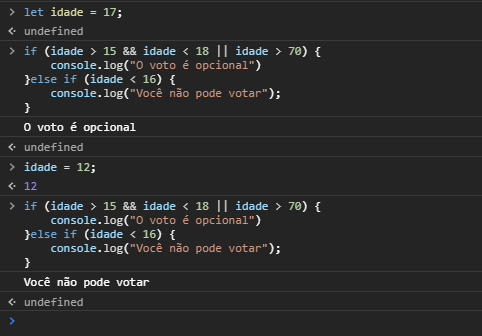 let idade = 17;
undefined
if (idade > 15 && idade < 18 || idade > 70) {
    console.log("O voto é opcional")
}else if (idade < 16) {
    console.log("Você não pode votar");
}
O voto é opcional
undefined
idade = 12;
12
if (idade > 15 && idade < 18 || idade > 70) {
    console.log("O voto é opcional")
}else if (idade < 16) {
    console.log("Você não pode votar");
}
Você não pode votar
undefined